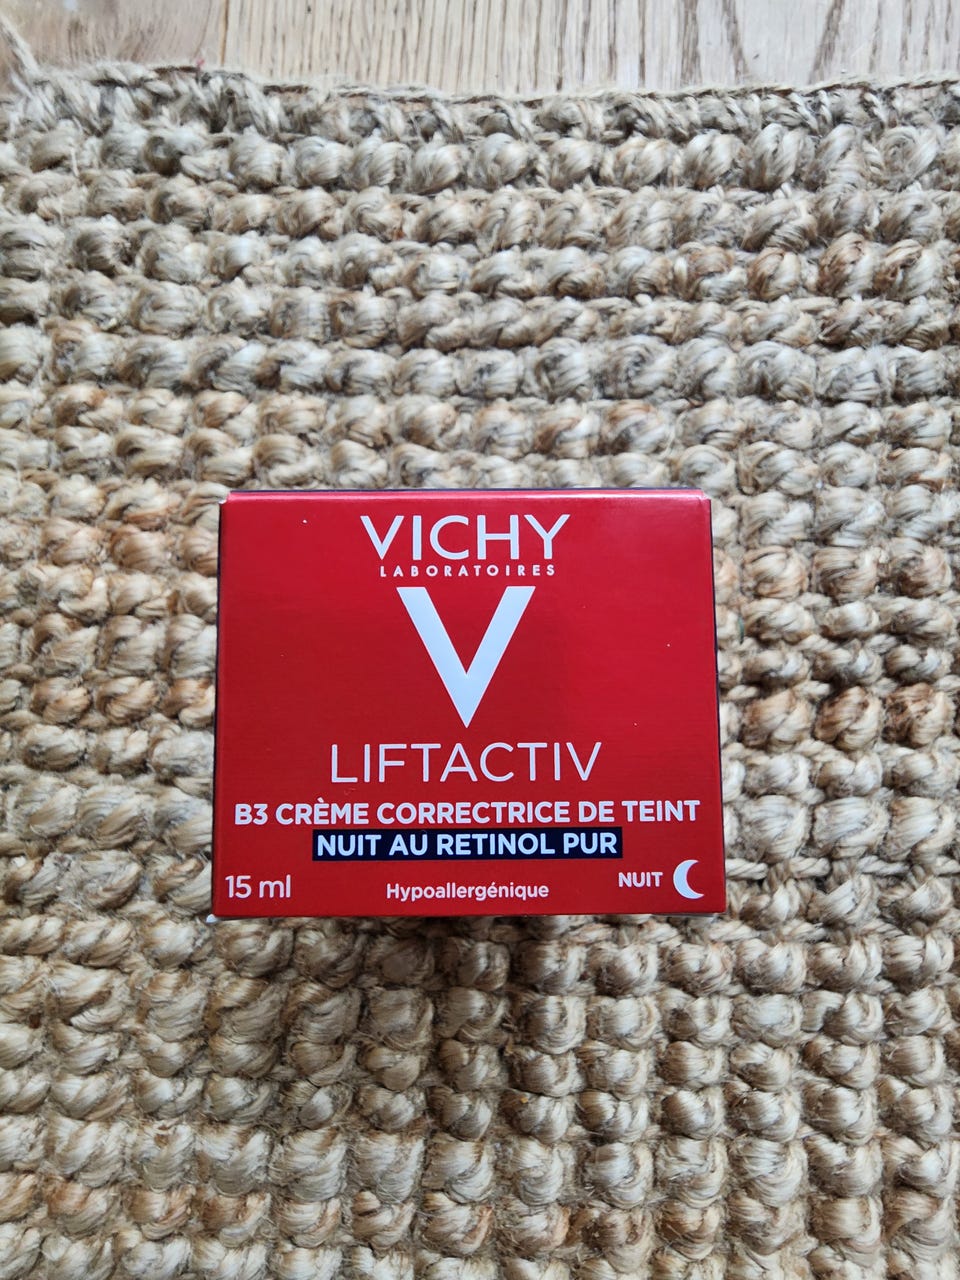 VICHY
LABORATOIRES
V
LIFTACTIV
B3 CRÈME CORRECTRICE DE TEINT
NUIT AU RETINOL PUR
15 ml Hypoallergénique NUIT